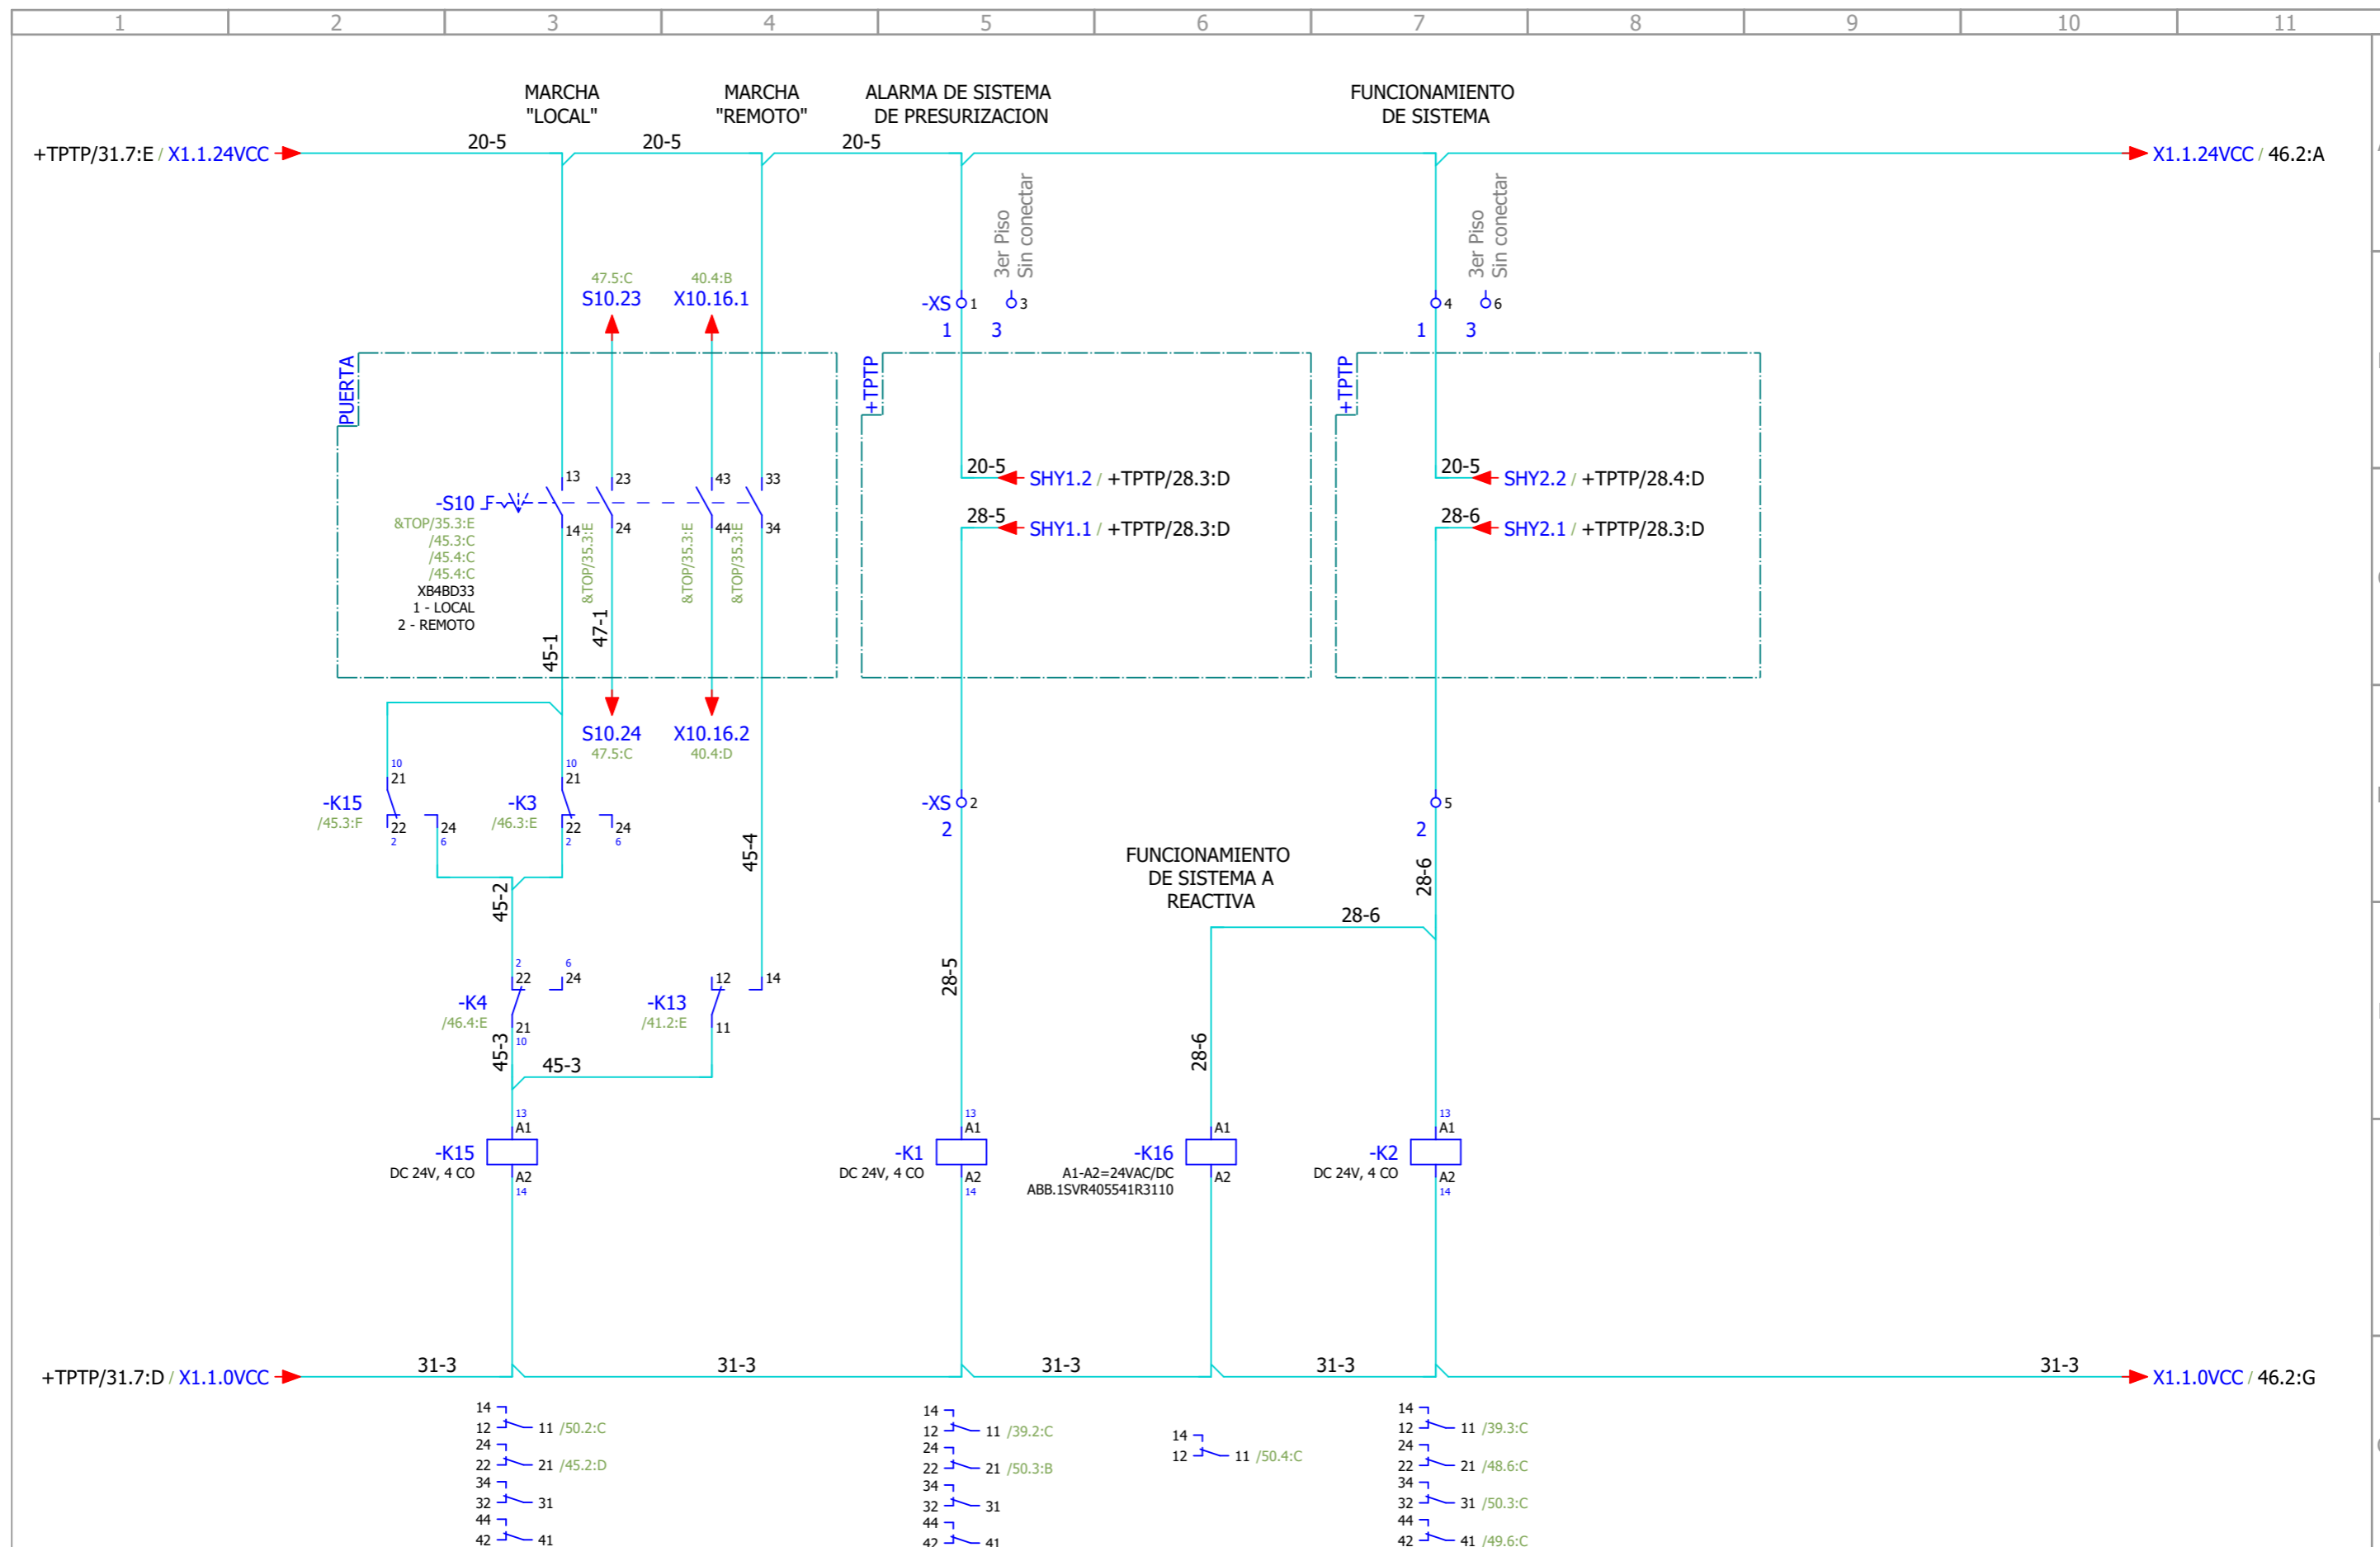 1 2 3 4 5 6 7 8 9 10 11
MARCHA
"LOCAL"
MARCHA
"REMOTO"
ALARMA DE SISTEMA
DE PRESURIZACION
FUNCIONAMIENTO
DE SISTEMA
+TPTP/31.7:E / X1.1.24VCC
20-5
20-5
20-5
X1.1.24VCC / 46.2:A
3er Piso
Sin conectar
3er Piso
Sin conectar
47.5:C
S10.23
40.4:B
X10.16.1
-XS
1
3
1
3
4
6
1
3
PUERTA
+TPTP
+TPTP
13
23
43
33
-S10
14
24
44
34
&TOP/35.3:E
/45.3:C
/45.4:C
/45.4:C
XB4BD33
1 - LOCAL
2 - REMOTO
&TOP/35.3:E
&TOP/35.3:E
&TOP/35.3:E
20-5
SHY1.2 / +TPTP/28.3:D
28-5
SHY1.1 / +TPTP/28.3:D
20-5
SHY2.2 / +TPTP/28.4:D
28-6
SHY2.1 / +TPTP/28.3:D
45-1
47-1
S10.24
47.5:C
X10.16.2
40.4:D
10
21
-K15
/45.3:F
22
24
2
6
10
21
-K3
/46.3:E
22
24
2
6
45-4
-XS
2
2
5
2
45-2
FUNCIONAMIENTO
DE SISTEMA A
REACTIVA
28-6
28-6
2
6
22
24
-K4
/46.4:E
21
10
12
14
-K13
/41.2:E
11
28-5
45-3
45-3
28-6
13
A1
-K15
DC 24V, 4 CO
A2
14
13
A1
-K1
DC 24V, 4 CO
A2
14
A1
-K16
A1-A2=24VAC/DC
ABB.1SVR405541R3110
A2
13
A1
-K2
DC 24V, 4 CO
A2
14
+TPTP/31.7:D / X1.1.0VCC
31-3
31-3
31-3
31-3
31-3
X1.1.0VCC / 46.2:G
14
12 11 /50.2:C
24
22 21 /45.2:D
34
32 31
44
42 41
14
12 11 /39.2:C
24
22 21 /50.3:B
34
32 31
44
42 41
14
12 11 /50.4:C
14
12 11 /39.3:C
24
22 21 /48.6:C
34
32 31 /50.3:C
44
42 41 /49.6:C